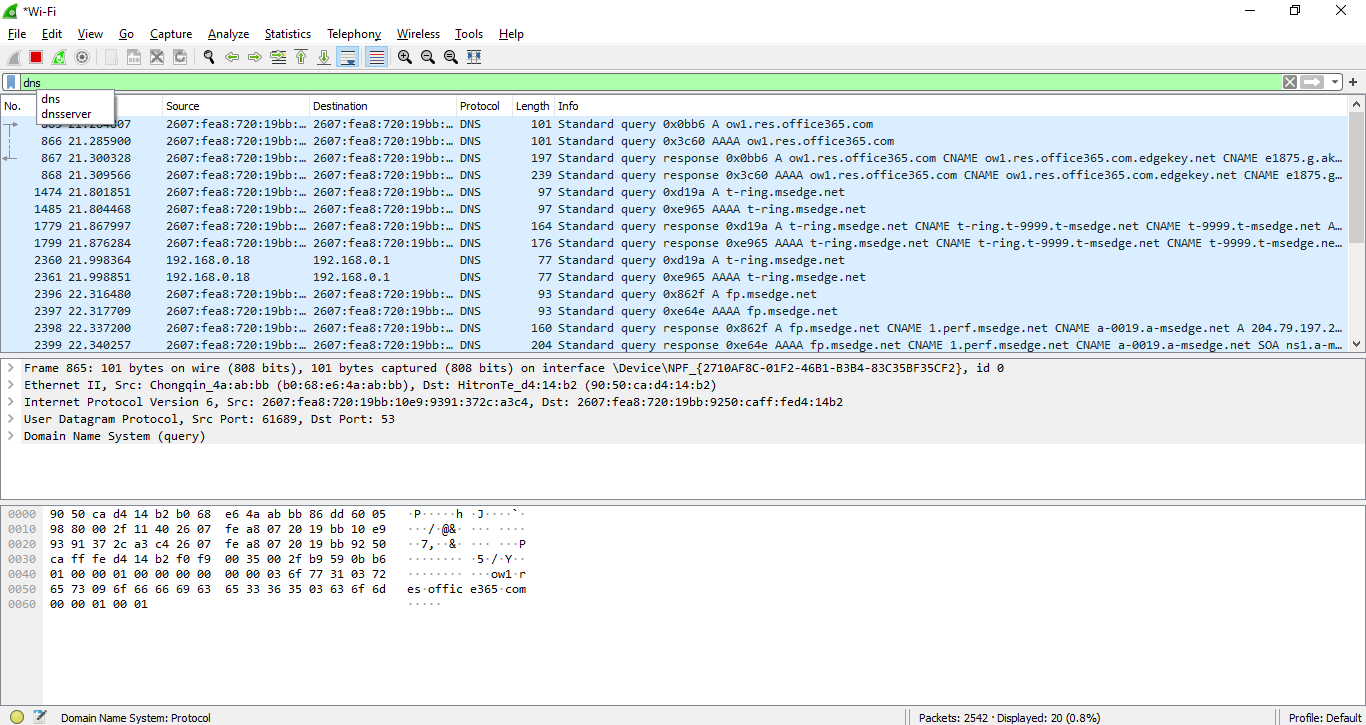 *Wi-Fi
File Edit View Go Capture Analyze Statistics Telephony Wireless Tools Help
dns
dns
dnsserver
No. Source Destination Protocol Length Info
2607:fea8:720:19bb:… 2607:fea8:720:19bb:… DNS 101 Standard query 0x0bb6 A ow1.res.office365.com
866 21.285900 2607:fea8:720:19bb:… 2607:fea8:720:19bb:… DNS 101 Standard query 0x3c60 AAAA ow1.res.office365.com
867 21.300328 2607:fea8:720:19bb:… 2607:fea8:720:19bb:… DNS 197 Standard query response 0x0bb6 A ow1.res.office365.com CNAME ow1.res.office365.com.edgekey.net CNAME e1875.g.ak…
868 21.309566 2607:fea8:720:19bb:… 2607:fea8:720:19bb:… DNS 239 Standard query response 0x3c60 AAAA ow1.res.office365.com CNAME ow1.res.office365.com.edgekey.net CNAME e1875.g…
1474 21.801851 2607:fea8:720:19bb:… 2607:fea8:720:19bb:… DNS 97 Standard query 0xd19a A t-ring.msedge.net
1485 21.804468 2607:fea8:720:19bb:… 2607:fea8:720:19bb:… DNS 97 Standard query 0xe965 AAAA t-ring.msedge.net
1779 21.867997 2607:fea8:720:19bb:… 2607:fea8:720:19bb:… DNS 164 Standard query response 0xd19a A t-ring.msedge.net CNAME t-ring.t-9999.t-msedge.net CNAME t-9999.t-msedge.net A…
1799 21.876284 2607:fea8:720:19bb:… 2607:fea8:720:19bb:… DNS 176 Standard query response 0xe965 AAAA t-ring.msedge.net CNAME t-ring.t-9999.t-msedge.net CNAME t-9999.t-msedge.ne…
2360 21.998364 192.168.0.18 192.168.0.1 DNS 77 Standard query 0xd19a A t-ring.msedge.net
2361 21.998851 192.168.0.18 192.168.0.1 DNS 77 Standard query 0xe965 AAAA t-ring.msedge.net
2396 22.316480 2607:fea8:720:19bb:… 2607:fea8:720:19bb:… DNS 93 Standard query 0x862f A fp.msedge.net
2397 22.317709 2607:fea8:720:19bb:… 2607:fea8:720:19bb:… DNS 93 Standard query 0xe64e AAAA fp.msedge.net
2398 22.337200 2607:fea8:720:19bb:… 2607:fea8:720:19bb:… DNS 160 Standard query response 0x862f A fp.msedge.net CNAME 1.perf.msedge.net CNAME a-0019.a-msedge.net A 204.79.197.2…
2399 22.340257 2607:fea8:720:19bb:… 2607:fea8:720:19bb:… DNS 204 Standard query response 0xe64e AAAA fp.msedge.net CNAME 1.perf.msedge.net CNAME a-0019.a-msedge.net SOA ns1.a-m…
Frame 865: 101 bytes on wire (808 bits), 101 bytes captured (808 bits) on interface \Device\NPF_{2710AF8C-01F2-46B1-B3B4-83C35BF35CF2}, id 0
Ethernet II, Src: Chongqin_4a:ab:bb (b0:68:e6:4a:ab:bb), Dst: HitronTe_d4:14:b2 (90:50:ca:d4:14:b2)
Internet Protocol Version 6, Src: 2607:fea8:720:19bb:10e9:9391:372c:a3c4, Dst: 2607:fea8:720:19bb:9250:caff:fed4:14b2
User Datagram Protocol, Src Port: 61689, Dst Port: 53
Domain Name System (query)
0000 90 50 ca d4 14 b2 b0 68 e6 4a ab bb 86 dd 60 05 ·P·····h ·J····`·
0010 98 80 00 2f 11 40 26 07 fe a8 07 20 19 bb 10 e9 ···/·@&· ··· ····
0020 93 91 37 2c a3 c4 26 07 fe a8 07 20 19 bb 92 50 ··7,··&· ··· ···P
0030 ca ff fe d4 14 b2 f0 f9 00 35 00 2f b9 59 0b b6 ········ ·5·/·Y··
0040 01 00 00 01 00 00 00 00 00 00 03 6f 77 31 03 72 ········ ···ow1·r
0050 65 73 09 6f 66 66 69 63 65 33 36 35 03 63 6f 6d es·offic e365·com
0060 00 00 01 00 01 ·····
Domain Name System: Protocol Packets: 2542 · Displayed: 20 (0.8%) Profile: Default